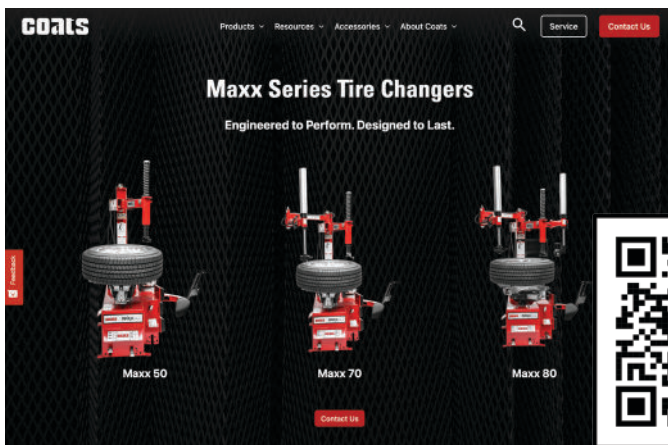 COATS
Products Resources Accessories About Coats Service Contact Us
Maxx Series Tire Changers
Engineered to Perform. Designed to Last.
Feedback
Maxx 50 Maxx 70 Maxx 80
Contact Us